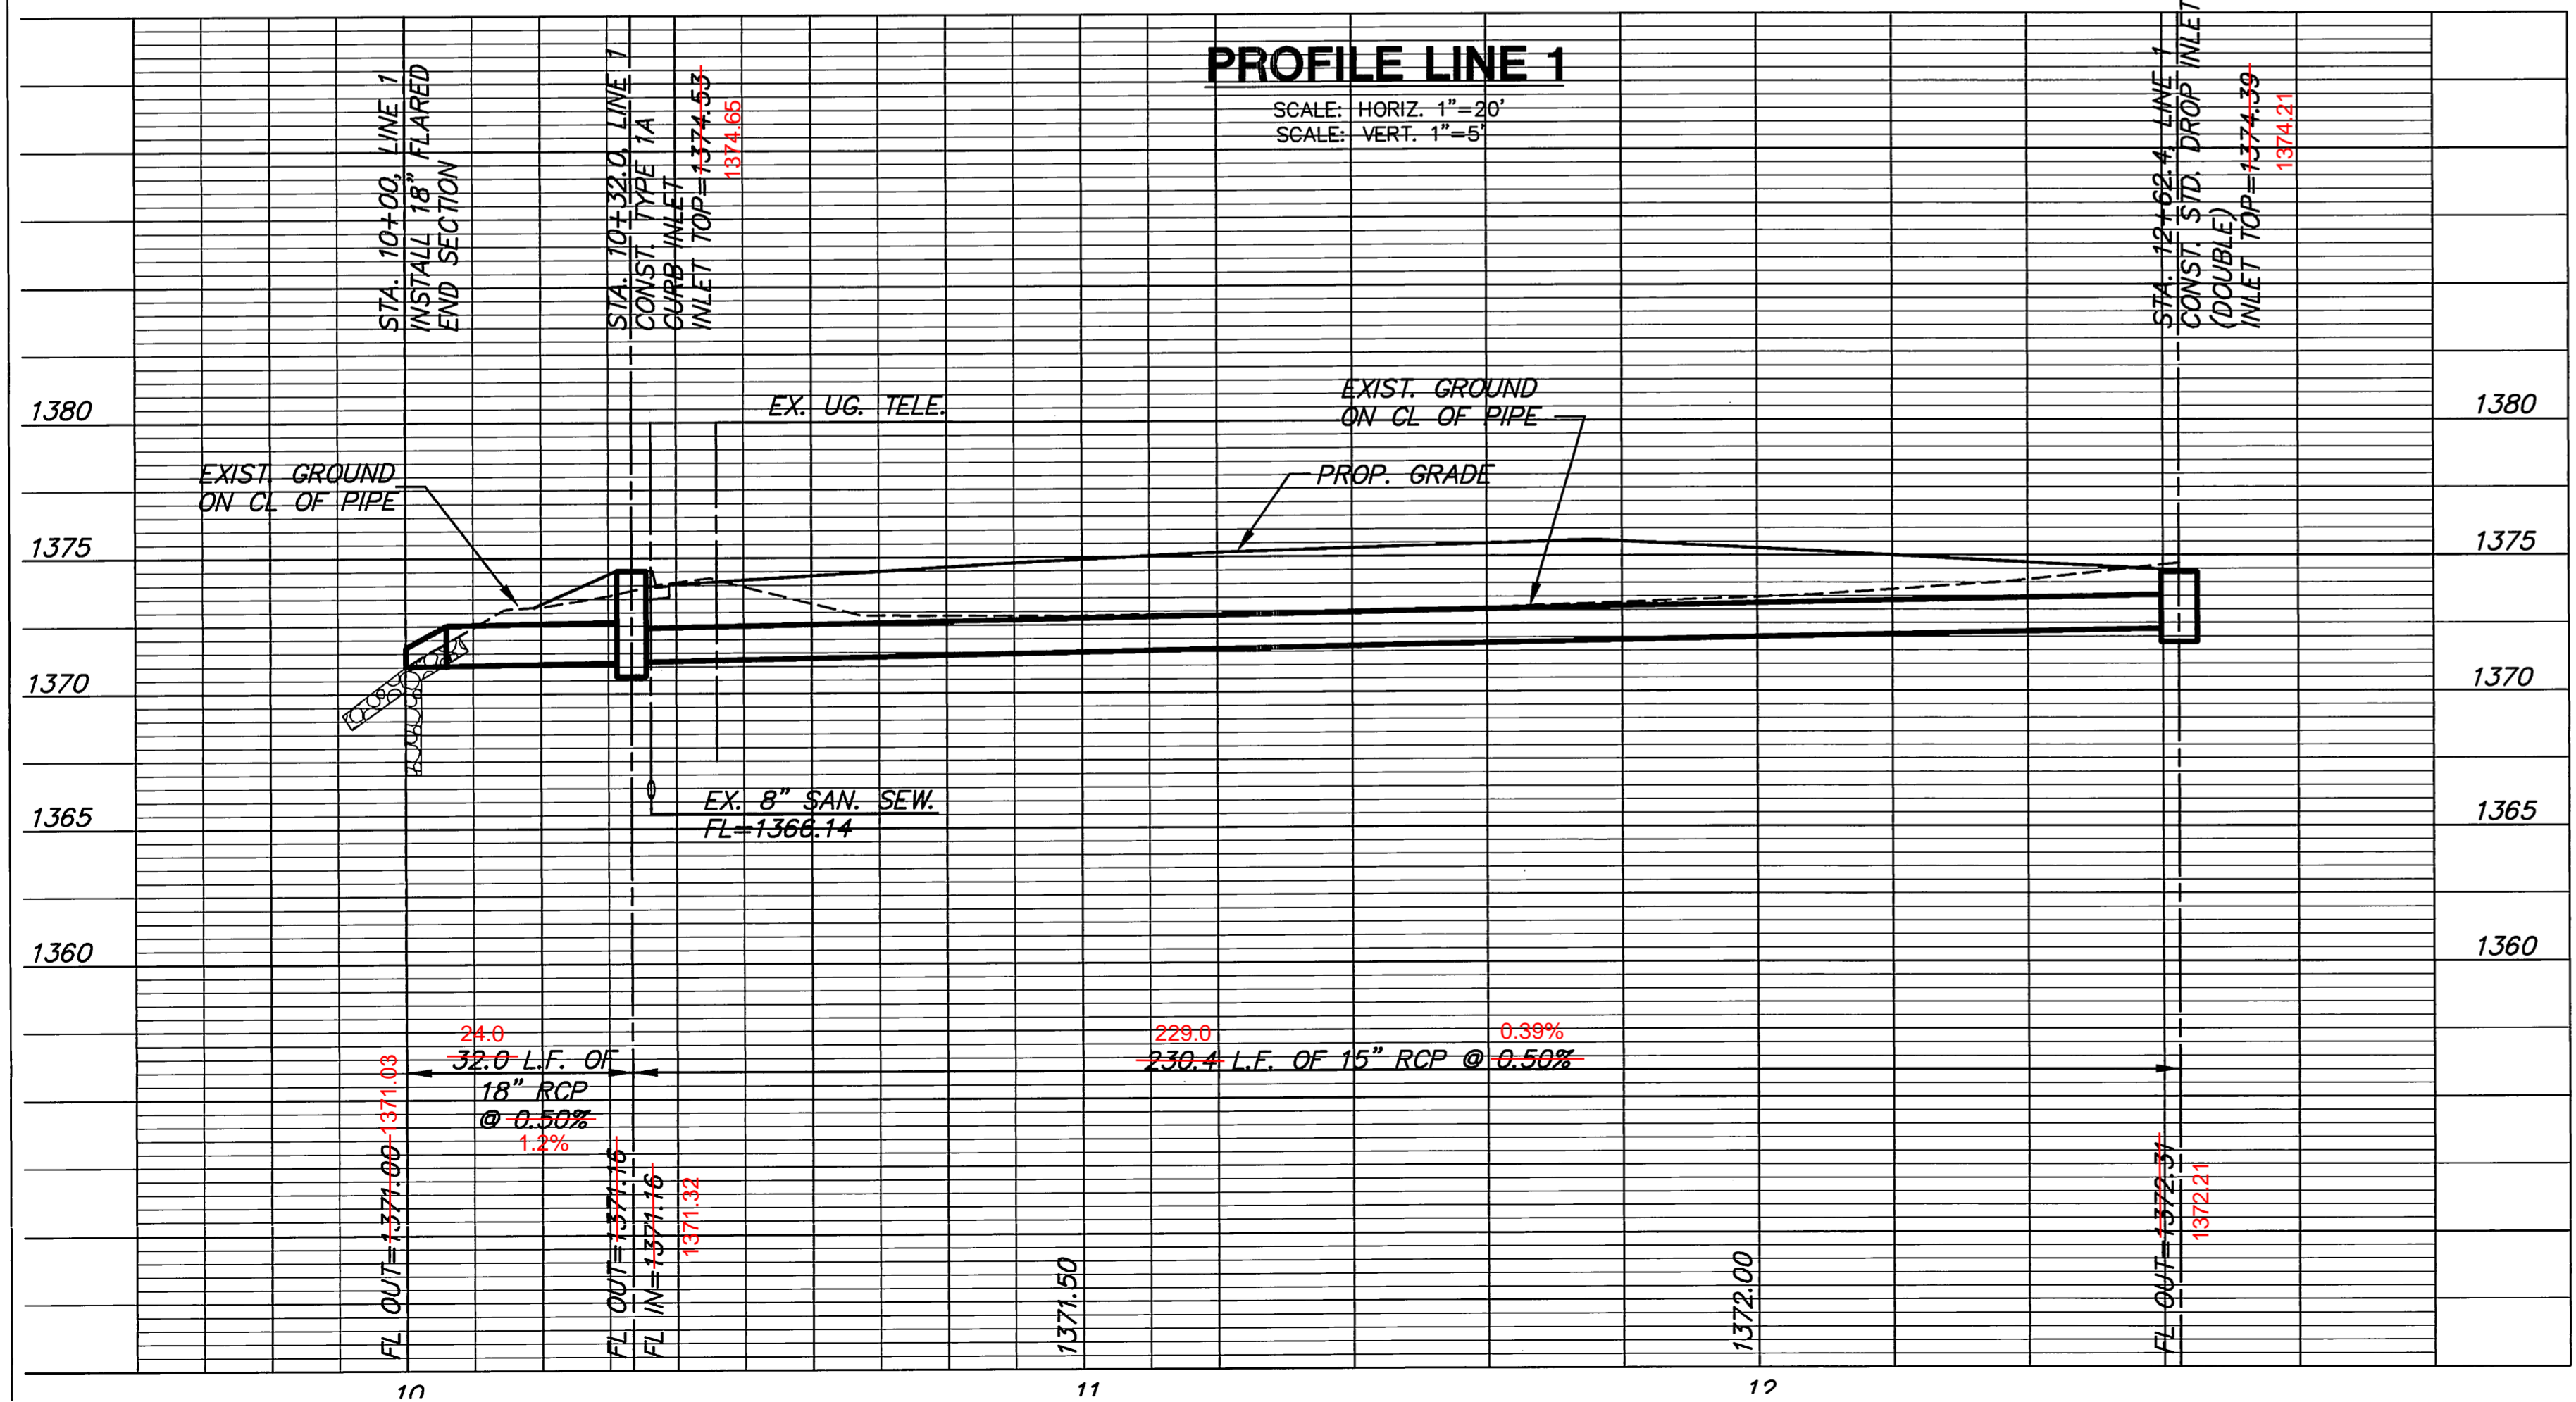 PROFILE LINE 1
SCALE: HORIZ. 1"=20'
SCALE: VERT. 1"=5'
STA. 10+00, LINE 1
INSTALL 18" FLARED
END SECTION
STA. 10+32.0, LINE 1
CONST. TYPE 1A
CURB INLET
INLET TOP=1374.53
1374.65
STA. 12+62.4, LINE 1
CONST. STD. DROP INLET
(DOUBLE)
INLET TOP=1374.39
1374.21
1380
1380
EX. UG. TELE.
EXIST. GROUND
ON CL OF PIPE
EXIST. GROUND
ON CL OF PIPE
PROP. GRADE
1375
1375
1370
1370
EX. 8" SAN. SEW.
FL=1366.14
1365
1365
1360
1360
24.0
32.0 L.F. OF
18" RCP
@ 0.50%
1.2%
229.0
0.39%
230.4 L.F. OF 15" RCP @ 0.50%
FL OUT=1371.00 1371.03
FL OUT=1371.16
FL IN=1371.16
1371.32
1371.50
1372.00
FL OUT=1372.31
1372.21
10
11
12